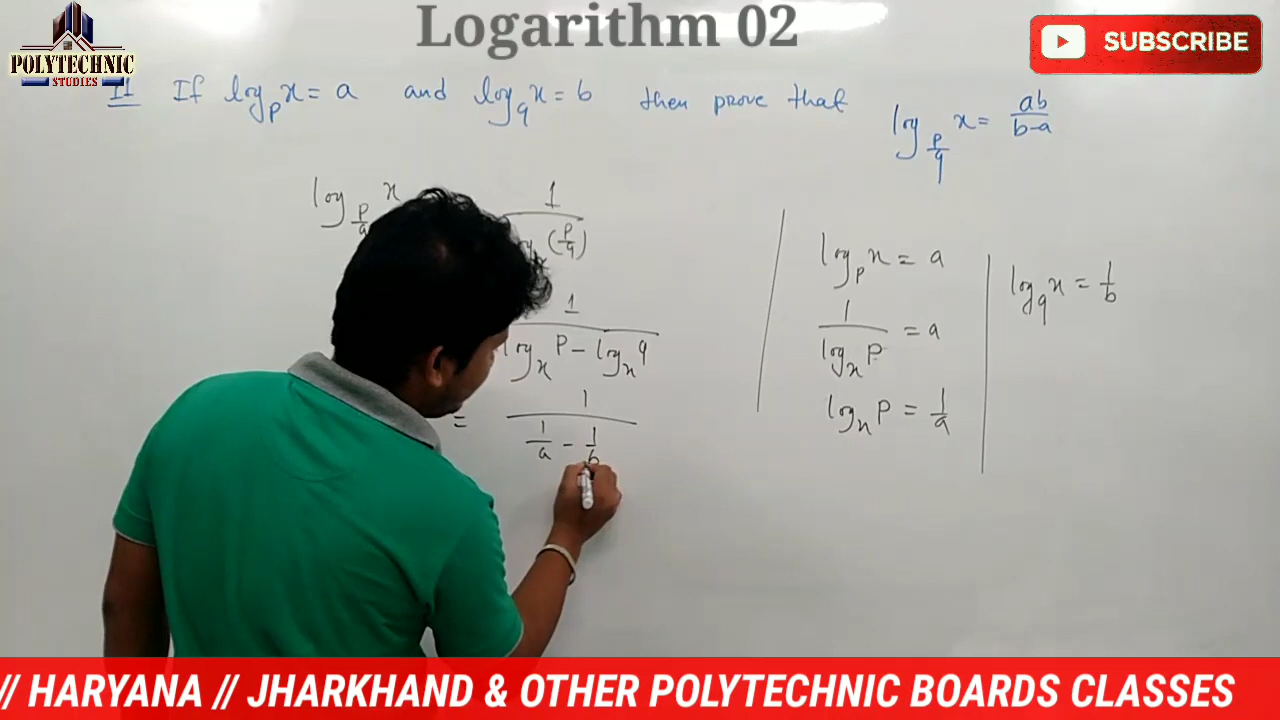 Logarithm 02
POLYTECHNIC
STUDIES
SUBSCRIBE
If log_p x = a and log_q x = b then prove that log_{p/q} x = ab/(b-a)
log_{p/q} x
1
(p/q)
1
log_x p - log_x q
= 1/(1/a - 1/b)
log_p x = a
1/(log_x p) = a
log_x p = 1/a
log_q x = 1/b
// HARYANA // JHARKHAND & OTHER POLYTECHNIC BOARDS CLASSES